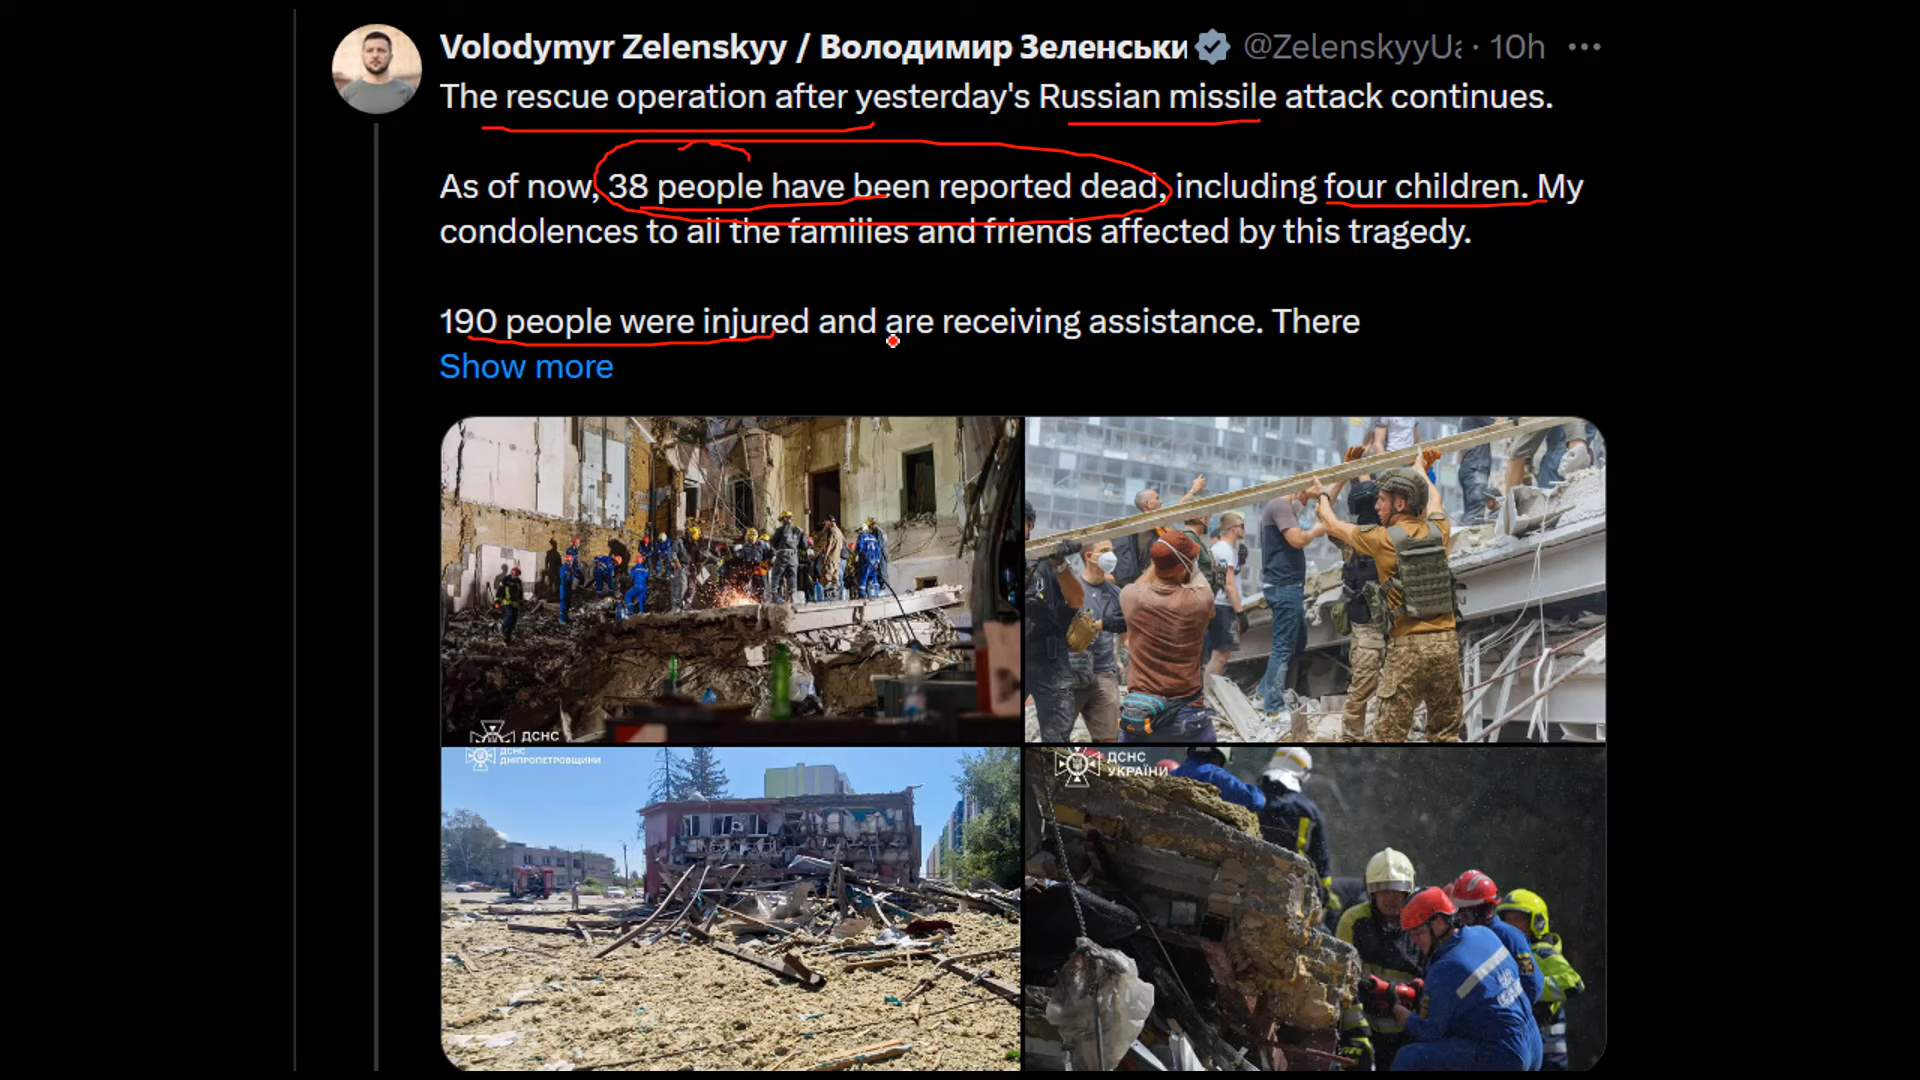 Volodymyr Zelenskyy / Володимир Зеленськи @ZelenskyyUa · 10h
The rescue operation after yesterday's Russian missile attack continues.
As of now, 38 people have been reported dead, including four children. My
condolences to all the families and friends affected by this tragedy.
190 people were injured and are receiving assistance. There
Show more
ДСНС
ДСНС
ДНІПРОПЕТРОВЩИНИ
ДСНС
УКРАЇНИ